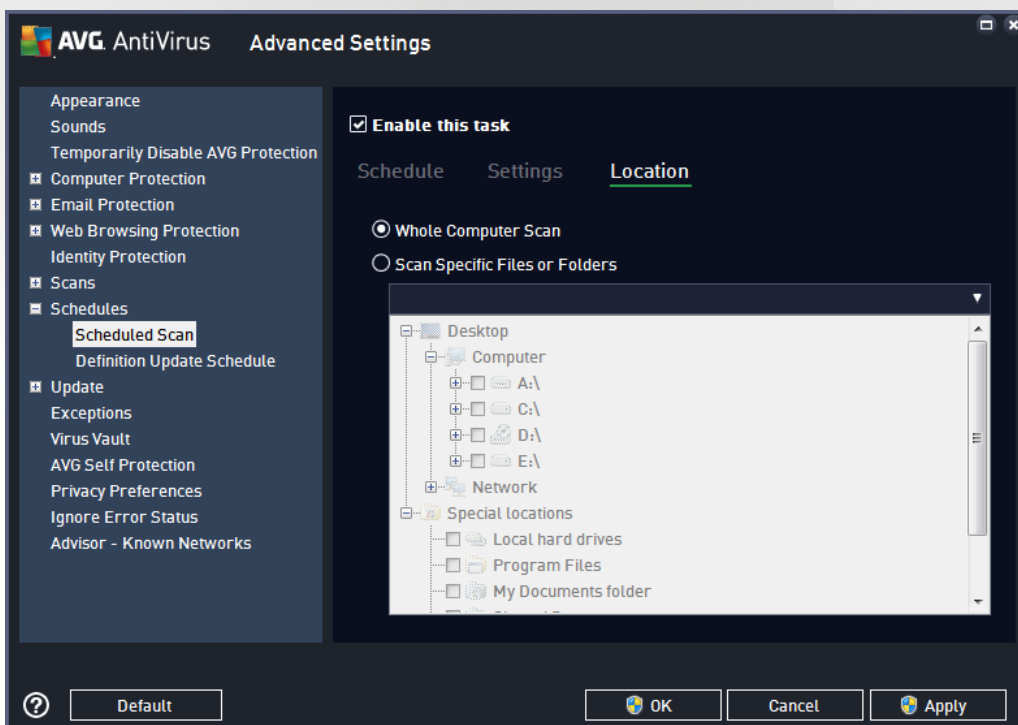 AVG. AntiVirus Advanced Settings
Appearance
Sounds
Temporarily Disable AVG Protection
Computer Protection
Email Protection
Web Browsing Protection
Identity Protection
Scans
Schedules
Scheduled Scan
Definition Update Schedule
Update
Exceptions
Virus Vault
AVG Self Protection
Privacy Preferences
Ignore Error Status
Advisor - Known Networks
Enable this task
Schedule Settings Location
Whole Computer Scan
Scan Specific Files or Folders
Desktop
Computer
A:\
C:\
D:\
E:\
Network
Special locations
Local hard drives
Program Files
My Documents folder
Default
OK
Cancel
Apply